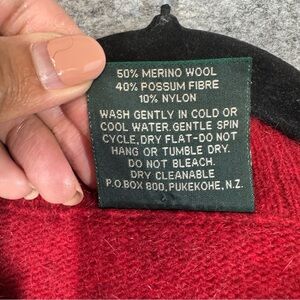 50% MERINO WOOL
40% POSSUM FIBRE
10% NYLON
WASH GENTLY IN COLD OR
COOL WATER.GENTLE SPIN
CYCLE,DRY FLAT-DO NOT
HANG OR TUMBLE DRY.
DO NOT BLEACH.
DRY CLEANABLE
P.O.BOX 800, PUKEKOHE, N.Z.